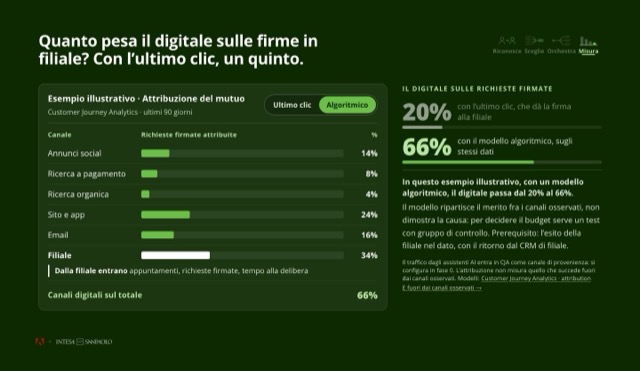 Quanto pesa il digitale sulle firme in
filiale? Con l'ultimo clic, un quinto.
Riconosce Sceglie Orchestra Misura
Esempio illustrativo · Attribuzione del mutuo
Customer Journey Analytics · ultimi 90 giorni
Ultimo clic Algoritmico
Canale Richieste firmate attribuite %
Annunci social 14%
Ricerca a pagamento 8%
Ricerca organica 4%
Sito e app 24%
Email 16%
Filiale 34%
Dalla filiale entrano appuntamenti, richieste firmate, tempo alla delibera
Canali digitali sul totale 66%
IL DIGITALE SULLE RICHIESTE FIRMATE
20% con l'ultimo clic, che dà la firma
alla filiale
66% con il modello algoritmico, sugli
stessi dati
In questo esempio illustrativo, con un modello
algoritmico, il digitale passa dal 20% al 66%.
Il modello ripartisce il merito fra i canali osservati, non
dimostra la causa: per decidere il budget serve un test
con gruppo di controllo. Prerequisito: l'esito della
filiale nel dato, con il ritorno dal CRM di filiale.
Il traffico dagli assistenti AI entra in CJA come canale di provenienza: si
configura in fase 0. L'attribuzione non misura quello che succede fuori
dai canali osservati. Modelli: Customer Journey Analytics · attribution
E fuori dai canali osservati →
INTESA SANPAOLO